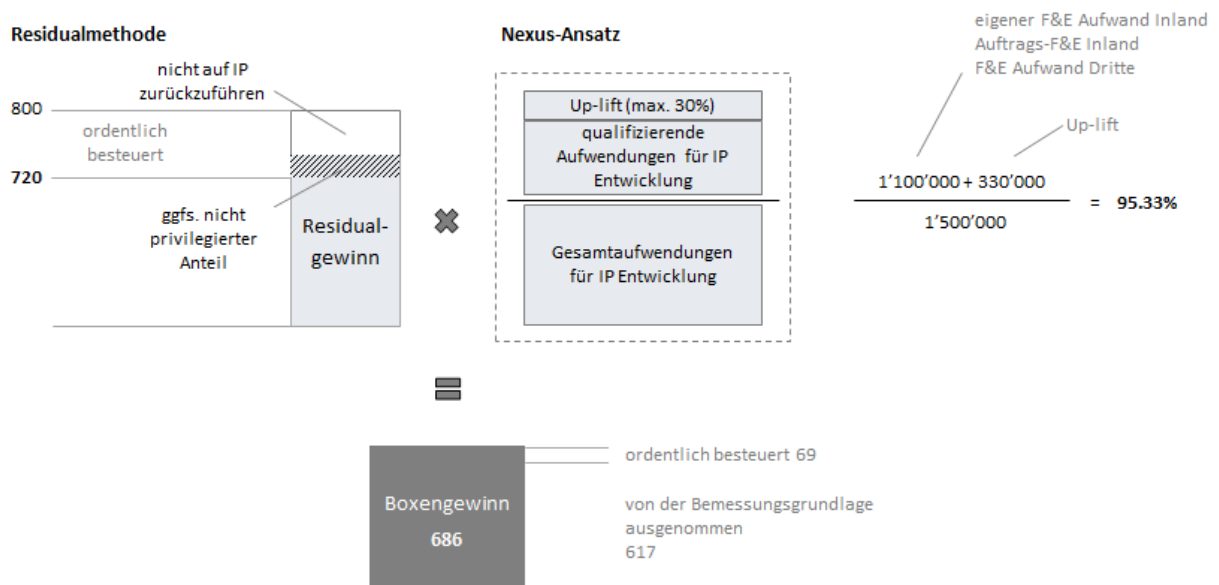 Residualmethode
nicht auf IP
zurückzuführen
800
ordentlich
besteuert
720
ggfs. nicht
privilegierter
Anteil
Residual-
gewinn
Nexus-Ansatz
Up-lift (max. 30%)
qualifizierende
Aufwendungen für IP
Entwicklung
Gesamtaufwendungen
für IP Entwicklung
eigener F&E Aufwand Inland
Auftrags-F&E Inland
F&E Aufwand Dritte
Up-lift
1'100'000 + 330'000
1'500'000
= 95.33%
Boxengewinn
686
ordentlich besteuert 69
von der Bemessungsgrundlage
ausgenommen
617